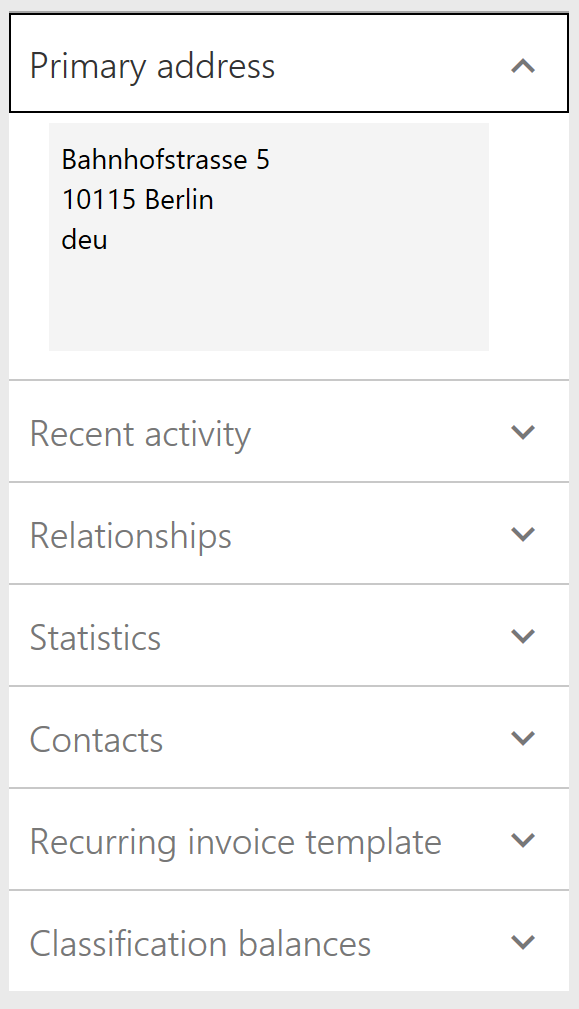 Primary address
Bahnhofstrasse 5
10115 Berlin
deu
Recent activity
Relationships
Statistics
Contacts
Recurring invoice template
Classification balances